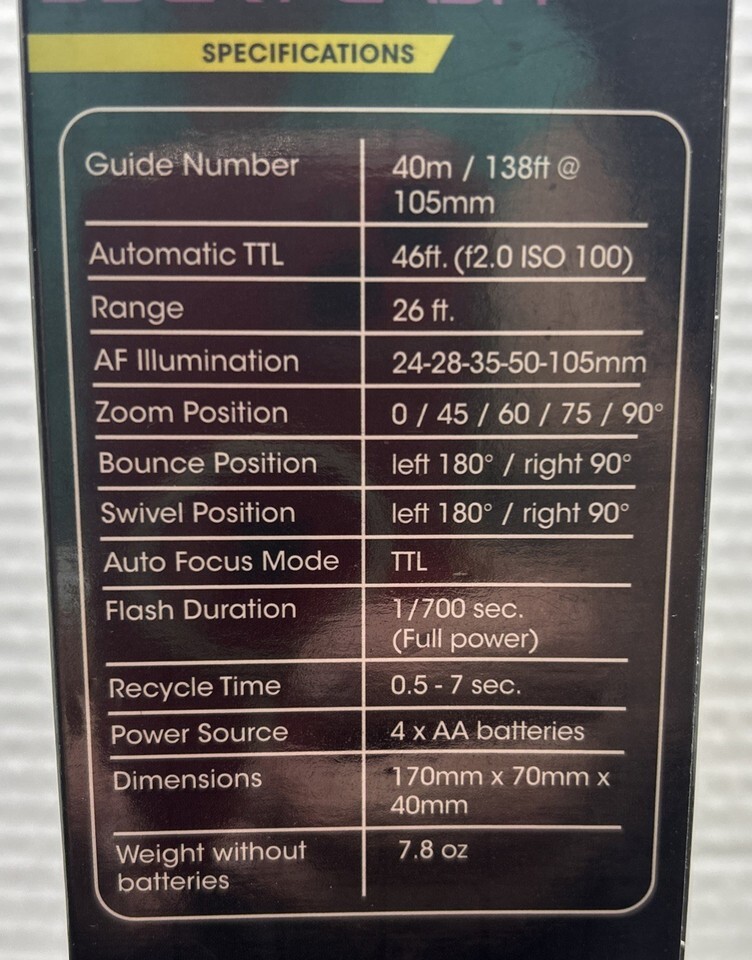 SPECIFICATIONS
Guide Number 40m / 138ft @
105mm
Automatic TTL 46ft. (f2.0 ISO 100)
Range 26 ft.
AF Illumination 24-28-35-50-105mm
Zoom Position 0 / 45 / 60 / 75 / 90°
Bounce Position left 180° / right 90°
Swivel Position left 180° / right 90°
Auto Focus Mode TTL
Flash Duration 1/700 sec.
(Full power)
Recycle Time 0.5 - 7 sec.
Power Source 4 x AA batteries
Dimensions 170mm x 70mm x
40mm
Weight without 7.8 oz
batteries